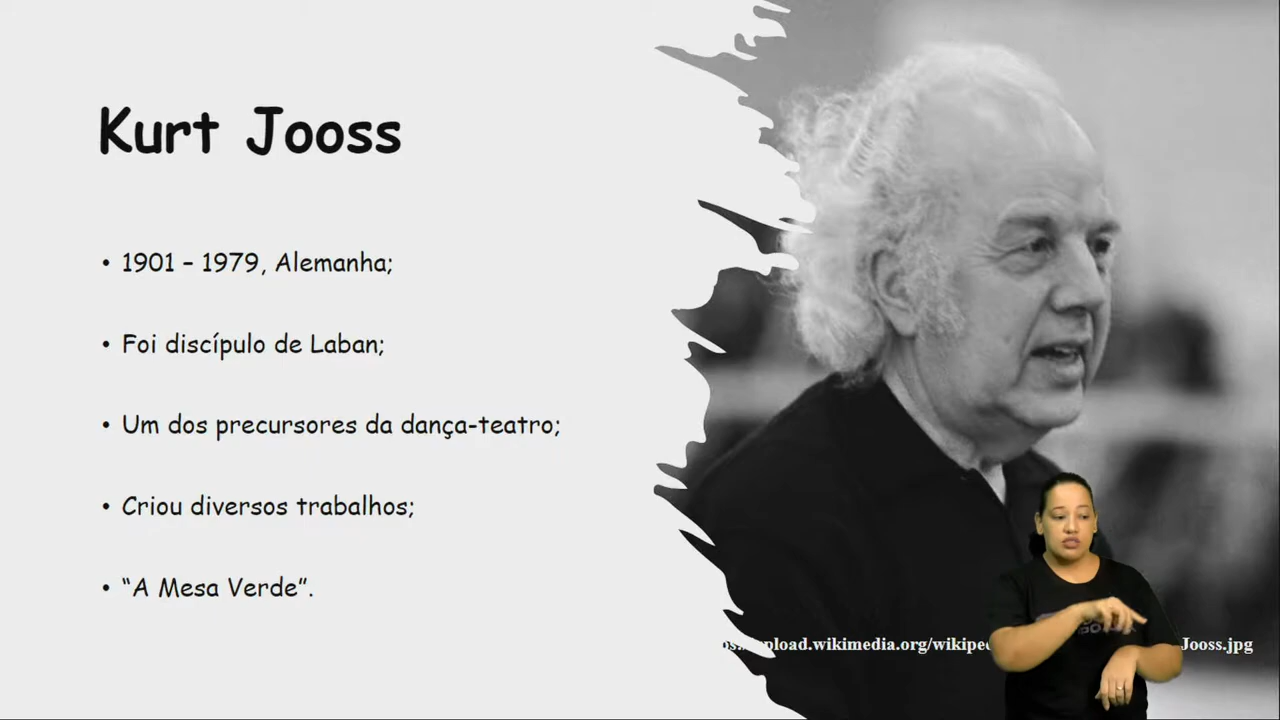 Kurt Jooss
• 1901 – 1979, Alemanha;
• Foi discípulo de Laban;
• Um dos precursores da dança-teatro;
• Criou diversos trabalhos;
• “A Mesa Verde”.
upload.wikimedia.org/wikiped Jooss.jpg